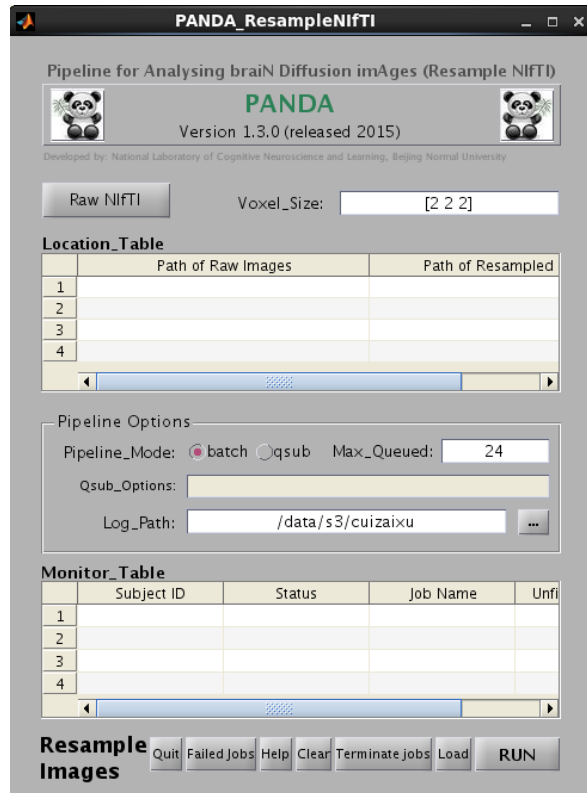 PANDA_ResampleNIfTI
Pipeline for Analysing braiN Diffusion imAges (Resample NIfTI)
PANDA
Version 1.3.0 (released 2015)
Developed by: National Laboratory of Cognitive Neuroscience and Learning, Beijing Normal University
Raw NIfTI Voxel_Size: [2 2 2]
Location_Table
Path of Raw Images Path of Resampled
1
2
3
4
Pipeline Options
Pipeline_Mode: batch qsub Max_Queued: 24
Qsub_Options:
Log_Path: /data/s3/cuizaixu ...
Monitor_Table
Subject ID Status Job Name Unfi
1
2
3
4
Resample Images
Quit Failed Jobs Help Clear Terminate jobs Load RUN